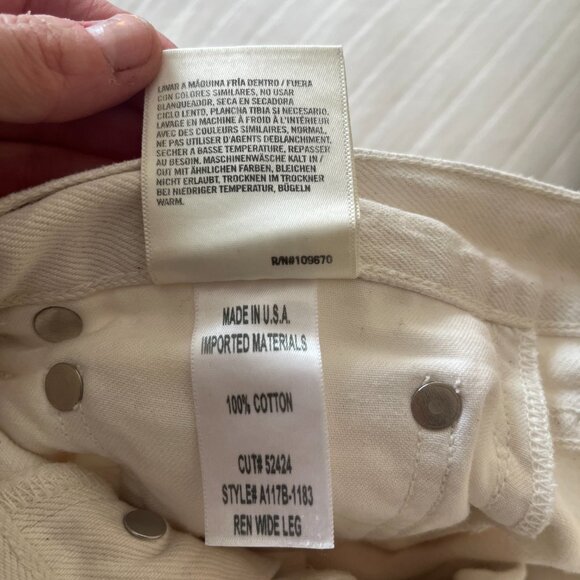 LAVAR A MÁQUINA FRÍA DENTRO / FUERA
CON COLORES SIMILARES, NO USAR
BLANQUEADOR, SECA EN SECADORA
CICLO LENTO, PLANCHA TIBIA SI NECESARIO.
LAVAGE EN MACHINE À FROID À L'INTÉRIEUR
AVEC DES COULEURS SIMILAIRES, NORMAL,
NE PAS UTILISER D'AGENTS DEBLANCHIMENT.
SÉCHER A BASSE TEMPÉRATURE, REPASSER
AU BESOIN. MASCHINENWÄSCHE KALT IN /
CUT MIT ÄHNLICHEN FARBEN, BLEICHEN
NICHT ERLAUBT, TROCKNEN IM TROCKNER
BEI NIEDRIGER TEMPERATUR, BÜGELN
WARM.
R/N#109670
MADE IN U.S.A.
IMPORTED MATERIALS
100% COTTON
CUT# 52424
STYLE# A117B-1183
REN WIDE LEG